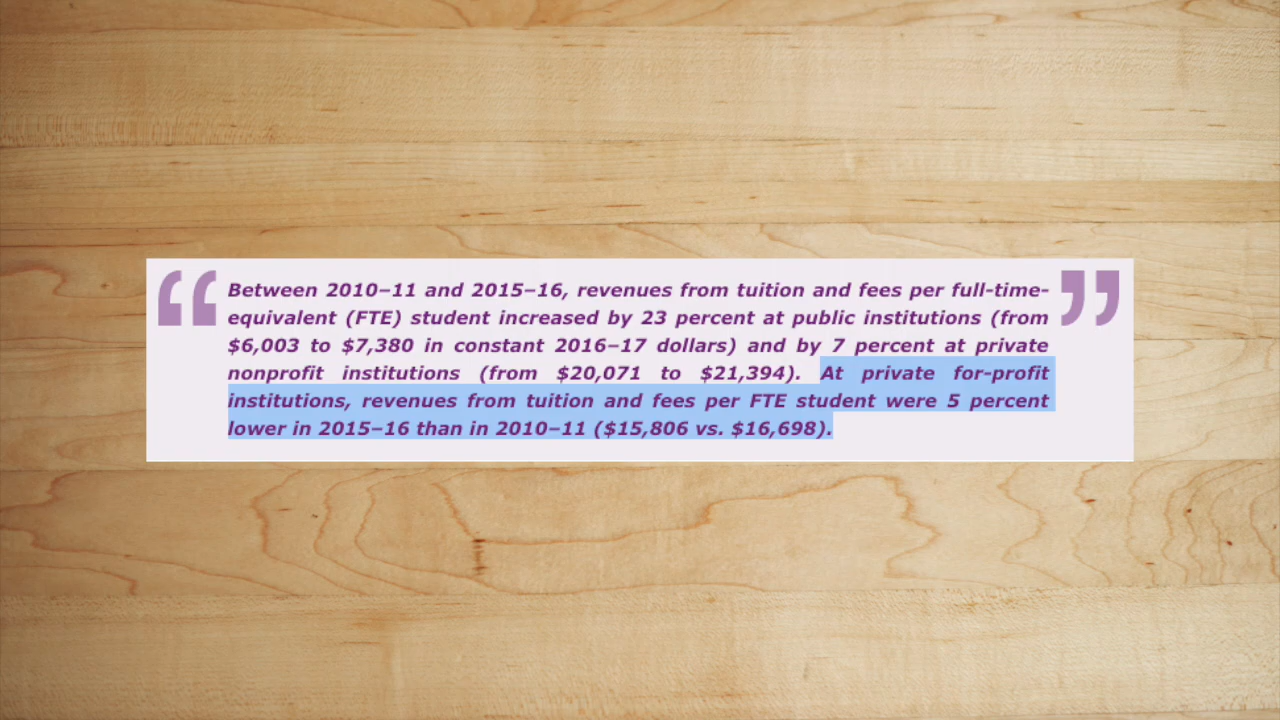 Between 2010–11 and 2015–16, revenues from tuition and fees per full-time-
equivalent (FTE) student increased by 23 percent at public institutions (from
$6,003 to $7,380 in constant 2016–17 dollars) and by 7 percent at private
nonprofit institutions (from $20,071 to $21,394). At private for-profit
institutions, revenues from tuition and fees per FTE student were 5 percent
lower in 2015–16 than in 2010–11 ($15,806 vs. $16,698).